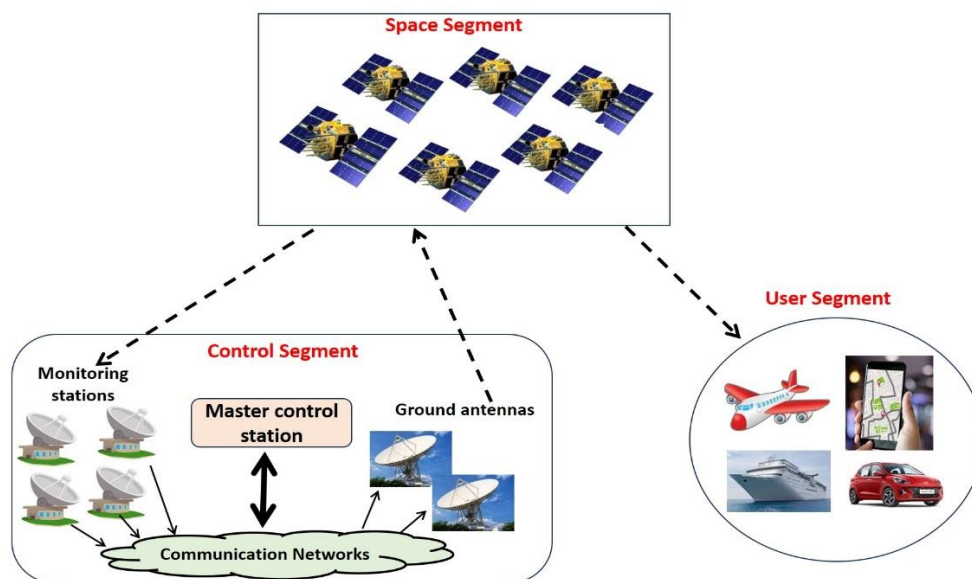 Space Segment
User Segment
Control Segment
Monitoring
stations
Master control
station
Ground antennas
Communication Networks